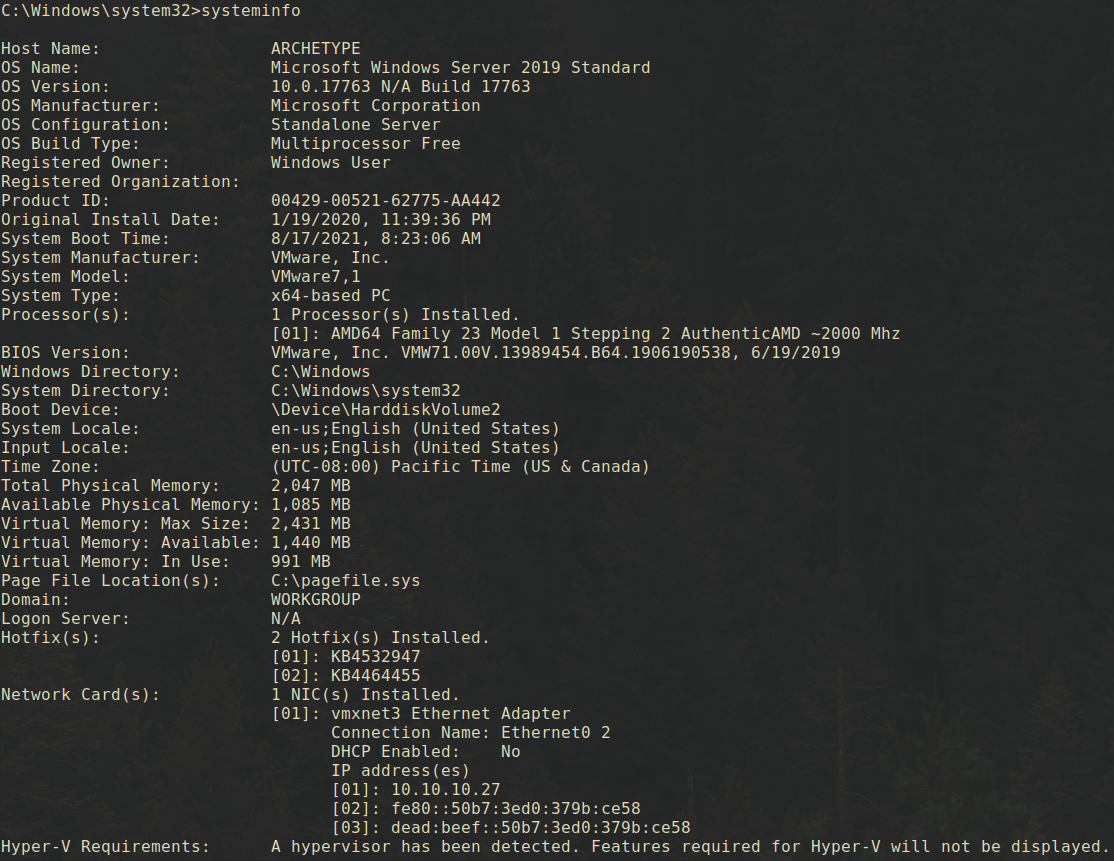 C:\Windows\system32>systeminfo
Host Name:                 ARCHETYPE
OS Name:                   Microsoft Windows Server 2019 Standard
OS Version:                10.0.17763 N/A Build 17763
OS Manufacturer:           Microsoft Corporation
OS Configuration:          Standalone Server
OS Build Type:             Multiprocessor Free
Registered Owner:          Windows User
Registered Organization:
Product ID:                00429-00521-62775-AA442
Original Install Date:     1/19/2020, 11:39:36 PM
System Boot Time:          8/17/2021, 8:23:06 AM
System Manufacturer:       VMware, Inc.
System Model:              VMware7,1
System Type:               x64-based PC
Processor(s):              1 Processor(s) Installed.
                           [01]: AMD64 Family 23 Model 1 Stepping 2 AuthenticAMD ~2000 Mhz
BIOS Version:              VMware, Inc. VMW71.00V.13989454.B64.1906190538, 6/19/2019
Windows Directory:         C:\Windows
System Directory:          C:\Windows\system32
Boot Device:               \Device\HarddiskVolume2
System Locale:             en-us;English (United States)
Input Locale:              en-us;English (United States)
Time Zone:                 (UTC-08:00) Pacific Time (US & Canada)
Total Physical Memory:     2,047 MB
Available Physical Memory: 1,085 MB
Virtual Memory: Max Size:  2,431 MB
Virtual Memory: Available: 1,440 MB
Virtual Memory: In Use:    991 MB
Page File Location(s):     C:\pagefile.sys
Domain:                    WORKGROUP
Logon Server:              N/A
Hotfix(s):                 2 Hotfix(s) Installed.
                           [01]: KB4532947
                           [02]: KB4464455
Network Card(s):           1 NIC(s) Installed.
                           [01]: vmxnet3 Ethernet Adapter
                                 Connection Name: Ethernet0 2
                                 DHCP Enabled:    No
                                 IP address(es)
                                 [01]: 10.10.10.27
                                 [02]: fe80::50b7:3ed0:379b:ce58
                                 [03]: dead:beef::50b7:3ed0:379b:ce58
Hyper-V Requirements:      A hypervisor has been detected. Features required for Hyper-V will not be displayed.